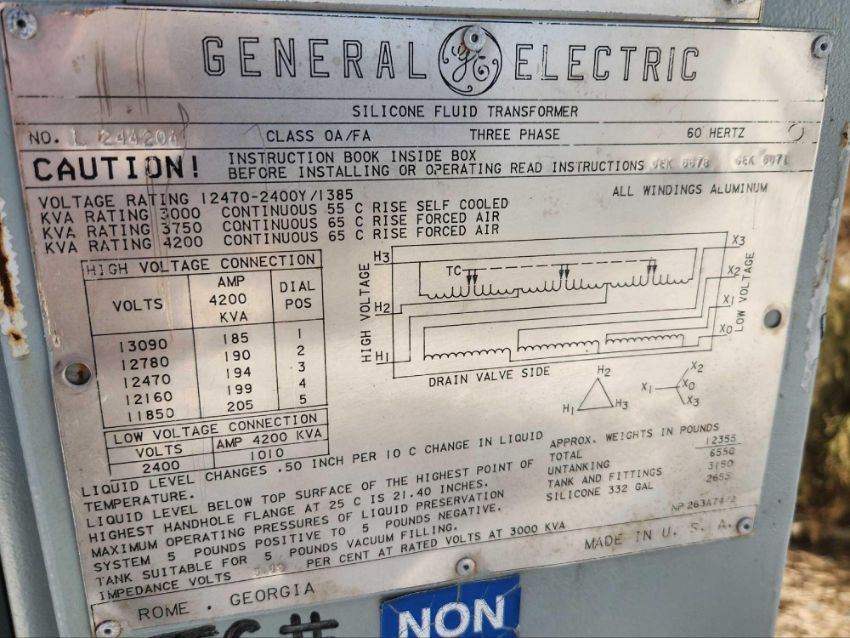 GENERAL GE ELECTRIC
SILICONE FLUID TRANSFORMER
NO. L CLASS OA/FA THREE PHASE 60 HERTZ
CAUTION! INSTRUCTION BOOK INSIDE BOX
BEFORE INSTALLING OR OPERATING READ INSTRUCTIONS GEK GEK
VOLTAGE RATING 12470-2400Y/1385 ALL WINDINGS ALUMINUM
KVA RATING 3000 CONTINUOUS 55 C RISE SELF COOLED
KVA RATING 3750 CONTINUOUS 65 C RISE FORCED AIR
KVA RATING 4200 CONTINUOUS 65 C RISE FORCED AIR
HIGH VOLTAGE CONNECTION
VOLTS AMP 4200 KVA DIAL POS
13090 185 1
12780 190 2
12470 194 3
12160 199 4
11850 205 5
LOW VOLTAGE CONNECTION
VOLTS AMP 4200 KVA
2400 1010
HIGH VOLTAGE
H3
H2
H1
TC
X3
X2
X1
X0
LOW VOLTAGE
DRAIN VALVE SIDE
H2
H1 H3
X2
X1 X0
X3
LIQUID LEVEL CHANGES .50 INCH PER 10 C CHANGE IN LIQUID
TEMPERATURE.
LIQUID LEVEL BELOW TOP SURFACE OF THE HIGHEST POINT OF
HIGHEST HANDHOLE FLANGE AT 25 C IS 21.40 INCHES.
MAXIMUM OPERATING PRESSURES OF LIQUID PRESERVATION
SYSTEM 5 POUNDS POSITIVE TO 5 POUNDS NEGATIVE.
TANK SUITABLE FOR 5 POUNDS VACUUM FILLING.
IMPEDANCE VOLTS PER CENT AT RATED VOLTS AT 3000 KVA
APPROX. WEIGHTS IN POUNDS
TOTAL 12355
UNTANKING 6550
TANK AND FITTINGS 3150
SILICONE 332 GAL 2655
NP
ROME . GEORGIA
MADE IN U. S. A.
NON